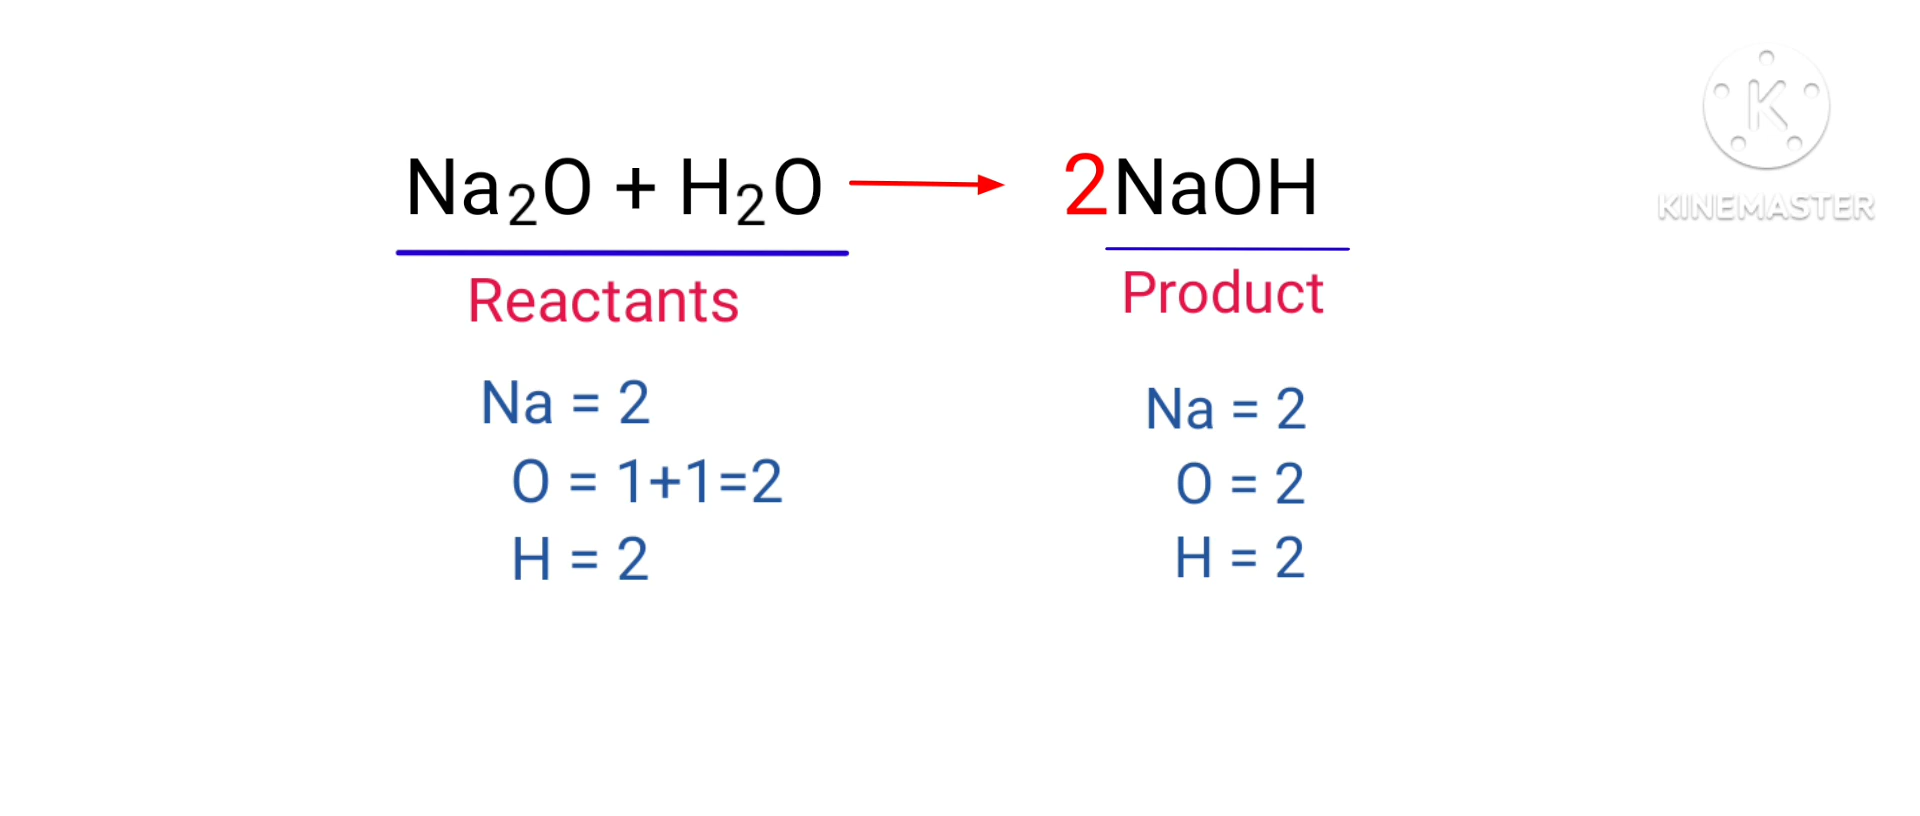 Na₂O + H₂O → 2NaOH
Reactants
Product
Na = 2
O = 1+1=2
H = 2
Na = 2
O = 2
H = 2
K
KINEMASTER